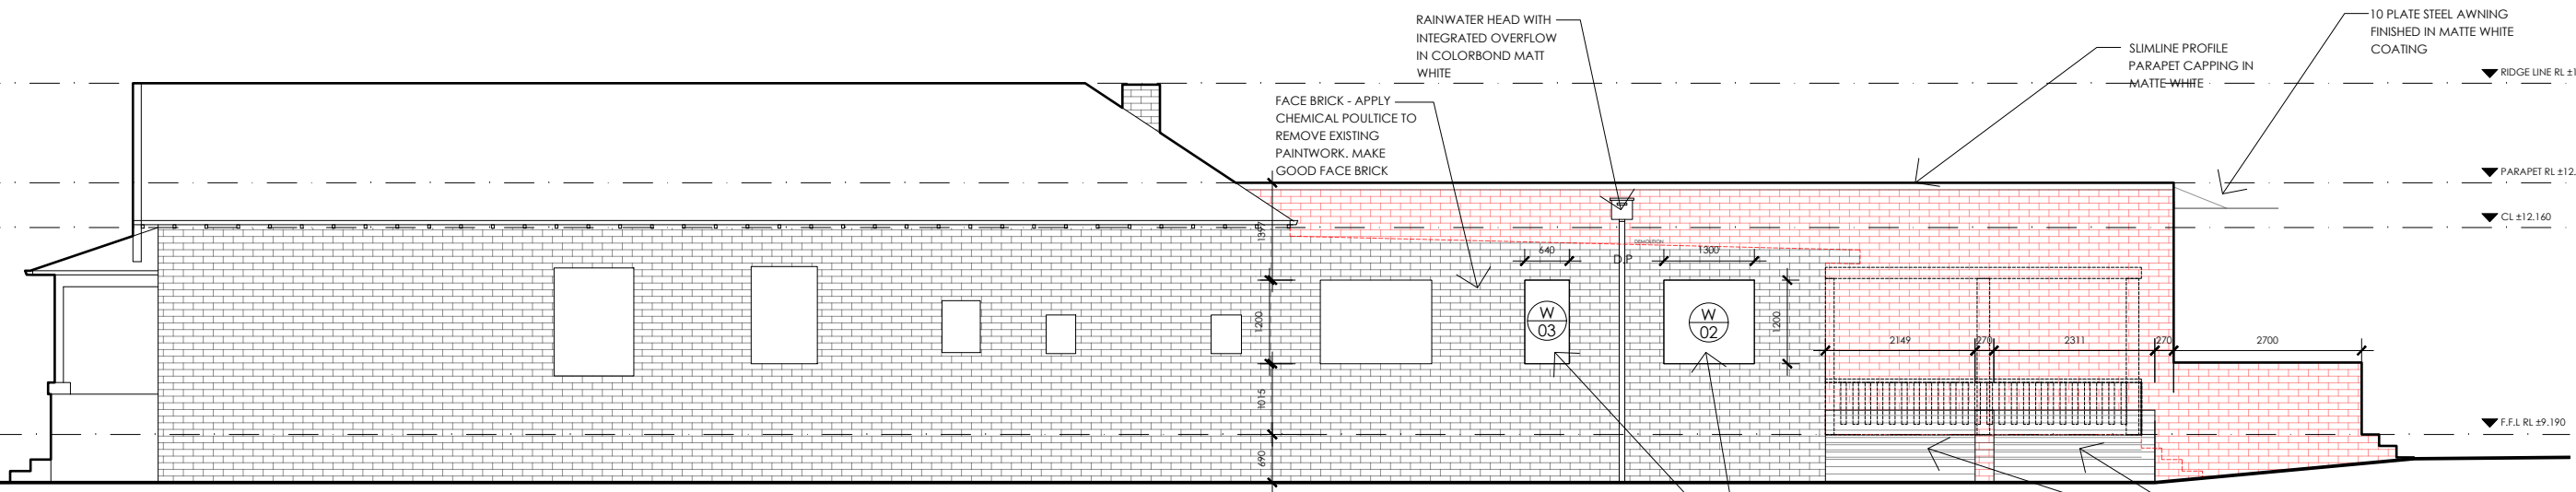 RAINWATER HEAD WITH
INTEGRATED OVERFLOW
IN COLORBOND MATT
WHITE
10 PLATE STEEL AWNING
FINISHED IN MATTE WHITE
COATING
SLIMLINE PROFILE
PARAPET CAPPING IN
MATTE WHITE
RIDGE LINE RL
FACE BRICK - APPLY
CHEMICAL POULTICE TO
REMOVE EXISTING
PAINTWORK. MAKE
GOOD FACE BRICK
PARAPET RL ±12.
CL ±12.160
1397
DEMOLITION
640
D.P
1300
W
03
W
02
1200
1200
2149
270
2311
270
2700
1015
F.F.L RL ±9.190
690